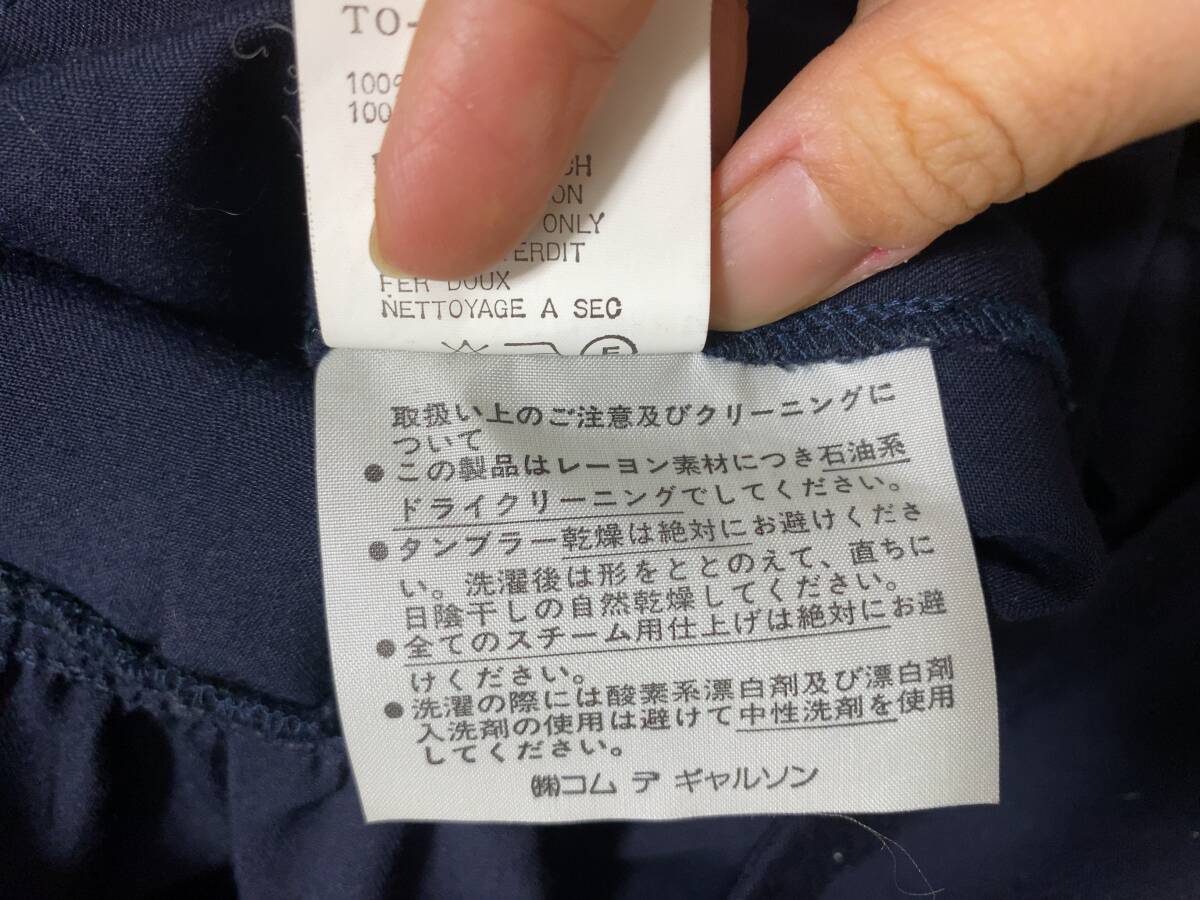 TO-
100%
100
CH
ON
ONLY
TERDIT
FER DOUX
NETTOYAGE A SEC
取扱い上のご注意及びクリーニングに
ついて
●この製品はレーヨン素材につき石油系
ドライクリーニングでしてください。
●タンブラー乾燥は絶対にお避けくださ
い。洗濯後は形をととのえて、直ちに
日陰干しの自然乾燥してください。
●全てのスチーム用仕上げは絶対にお避
けください。
●洗濯の際には酸素系漂白剤及び漂白剤
入洗剤の使用は避けて中性洗剤を使用
してください。
㈱コム デ ギャルソン